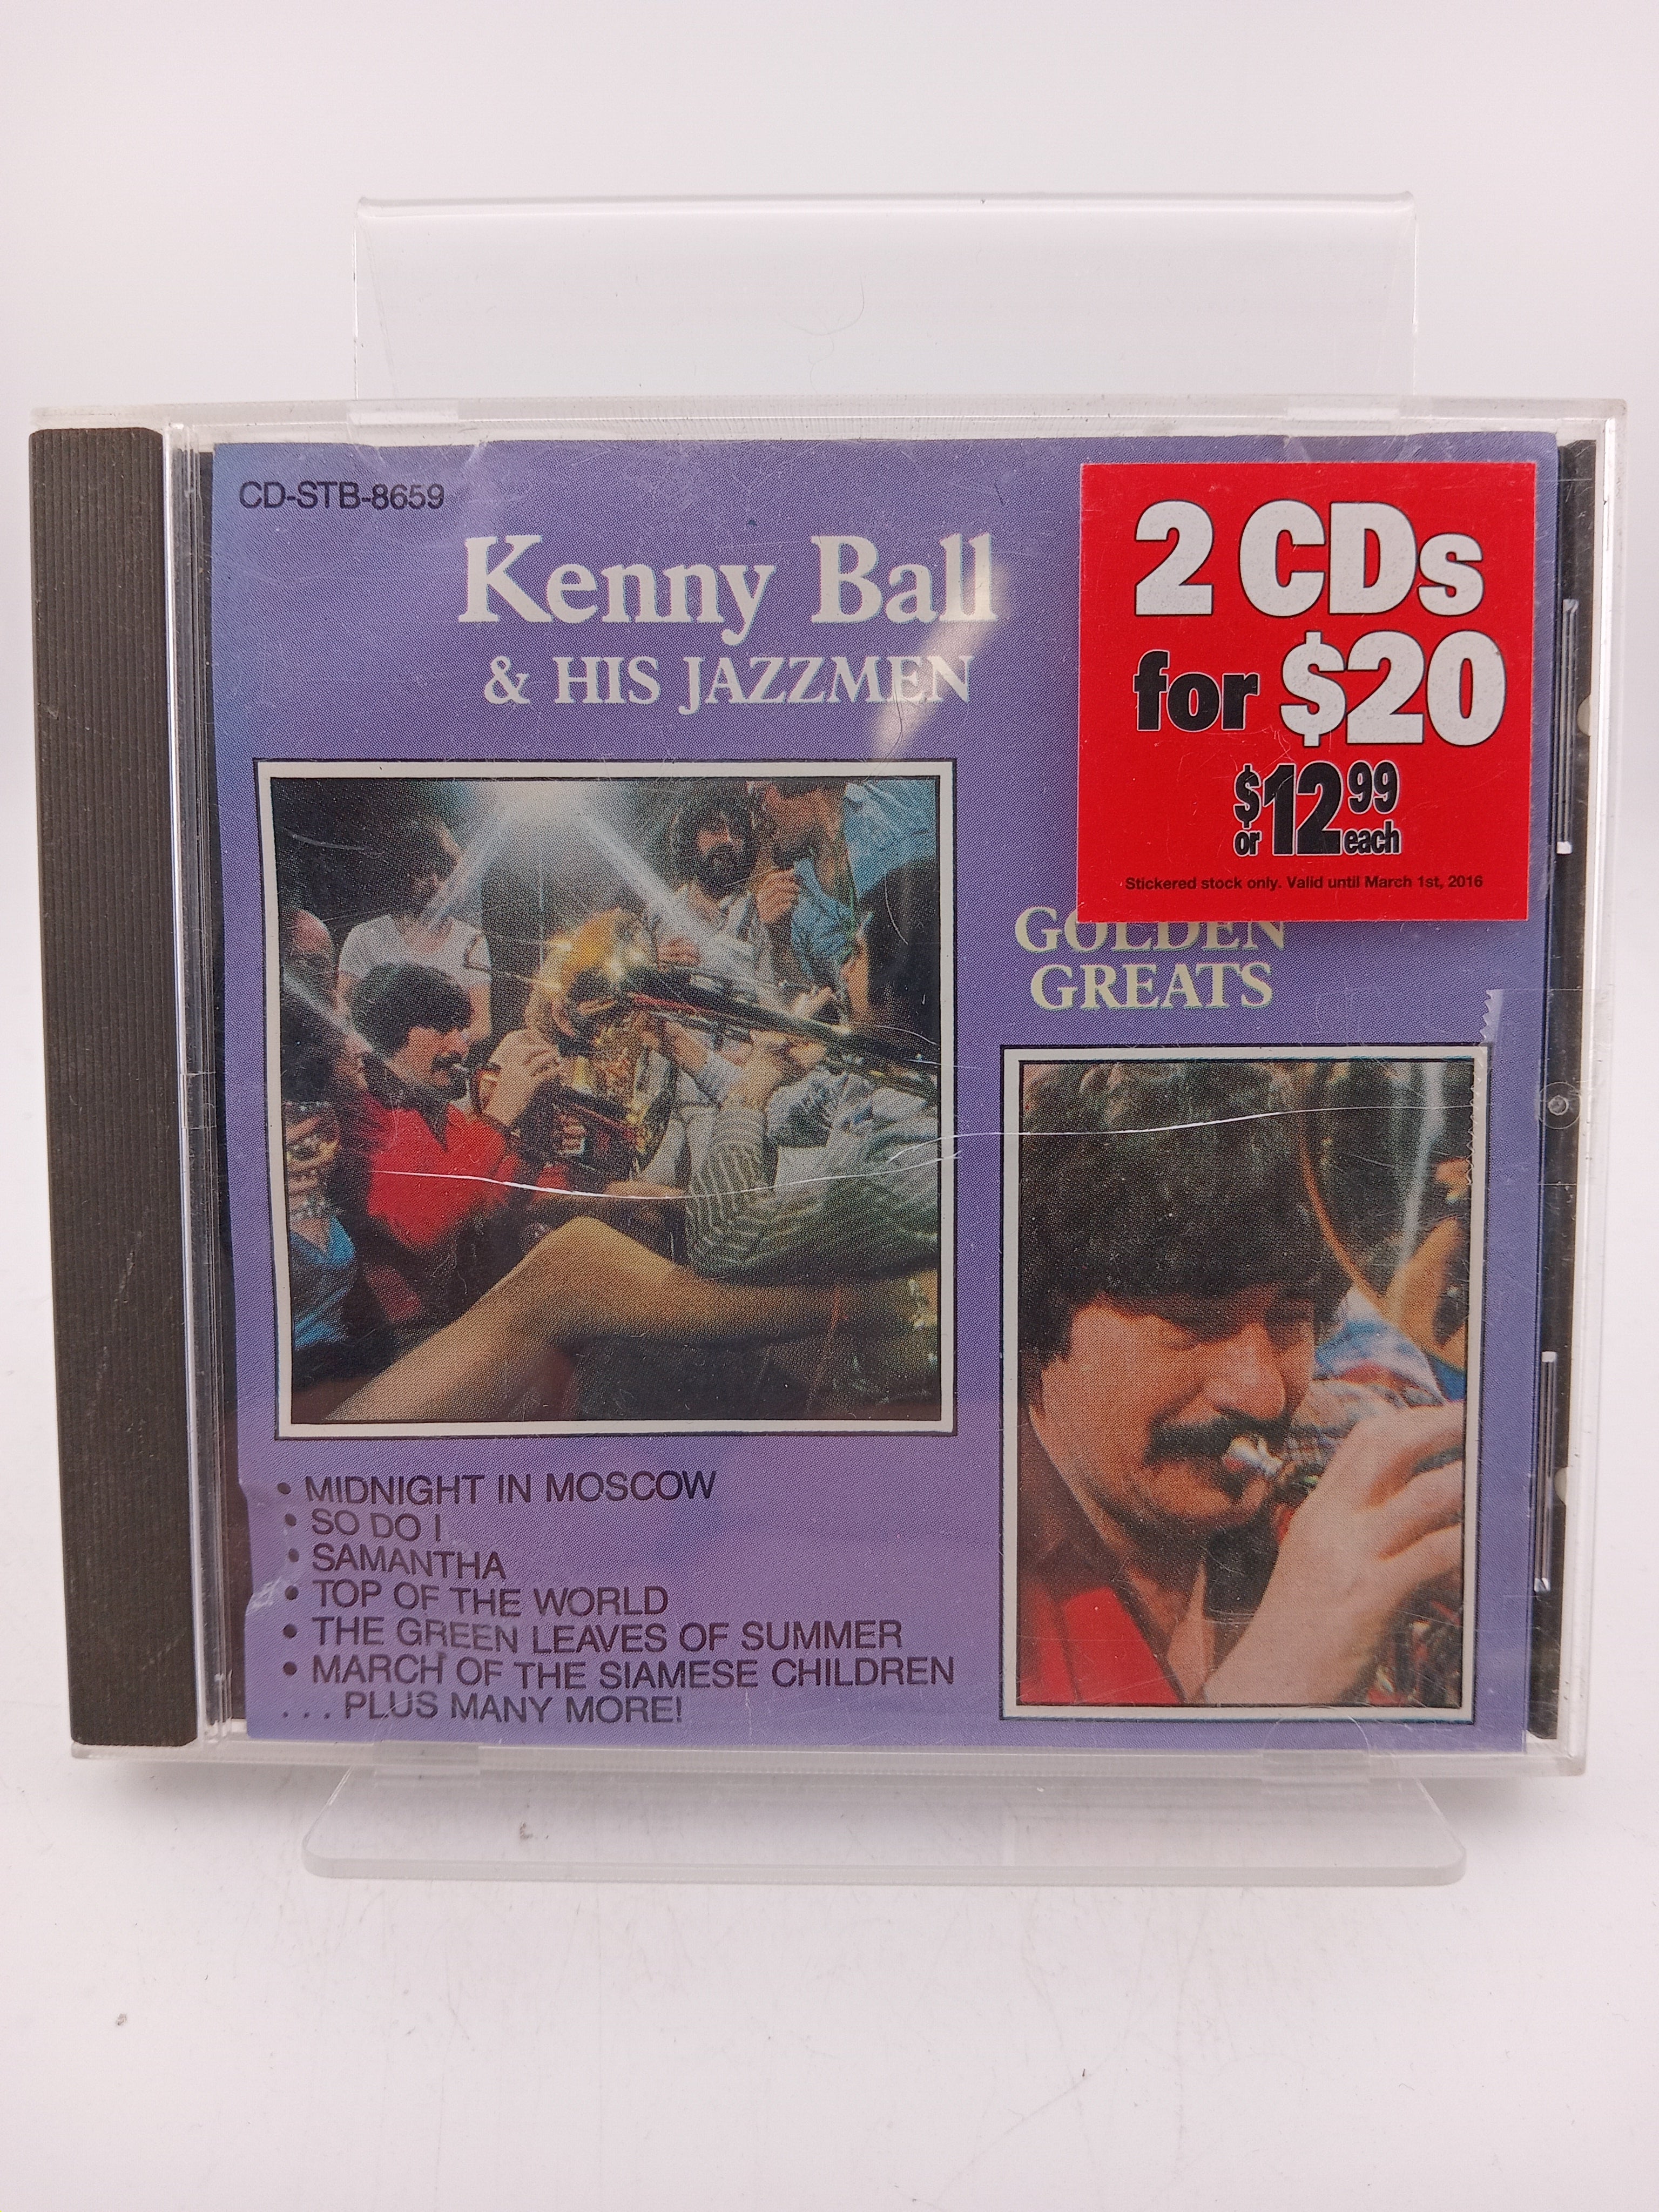 CD-STB-8659
Kenny Ball
& HIS JAZZMEN
2 CDs
for $20
$12 99
or each
Stickered stock only. Valid until March 1st, 2016
GOLDEN
GREATS
• MIDNIGHT IN MOSCOW
• SO DO I
• SAMANTHA
• TOP OF THE WORLD
• THE GREEN LEAVES OF SUMMER
• MARCH OF THE SIAMESE CHILDREN
. . . PLUS MANY MORE!